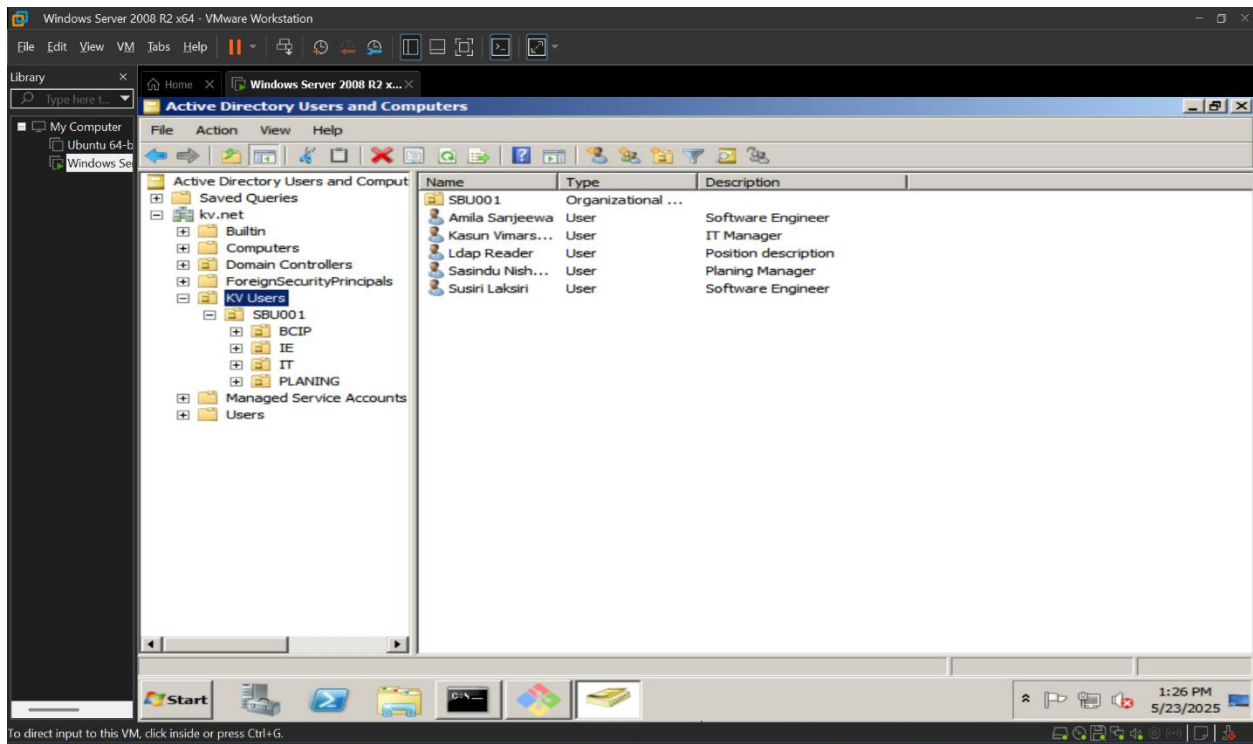 Windows Server 2008 R2 x64 - VMware Workstation
File Edit View VM Tabs Help
Library
Home Windows Server 2008 R2 x...
Type here t...
Active Directory Users and Computers
My Computer
Ubuntu 64-b
Windows Se
File Action View Help
Active Directory Users and Comput
Saved Queries
kv.net
Builtin
Computers
Domain Controllers
ForeignSecurityPrincipals
KV Users
SBU001
BCIP
IE
IT
PLANING
Managed Service Accounts
Users
Name Type Description
SBU001 Organizational ...
Amila Sanjeewa User Software Engineer
Kasun Vimars... User IT Manager
Ldap Reader User Position description
Sasindu Nish... User Planing Manager
Susiri Laksiri User Software Engineer
Start
C:\
1:26 PM
5/23/2025
To direct input to this VM, click inside or press Ctrl+G.